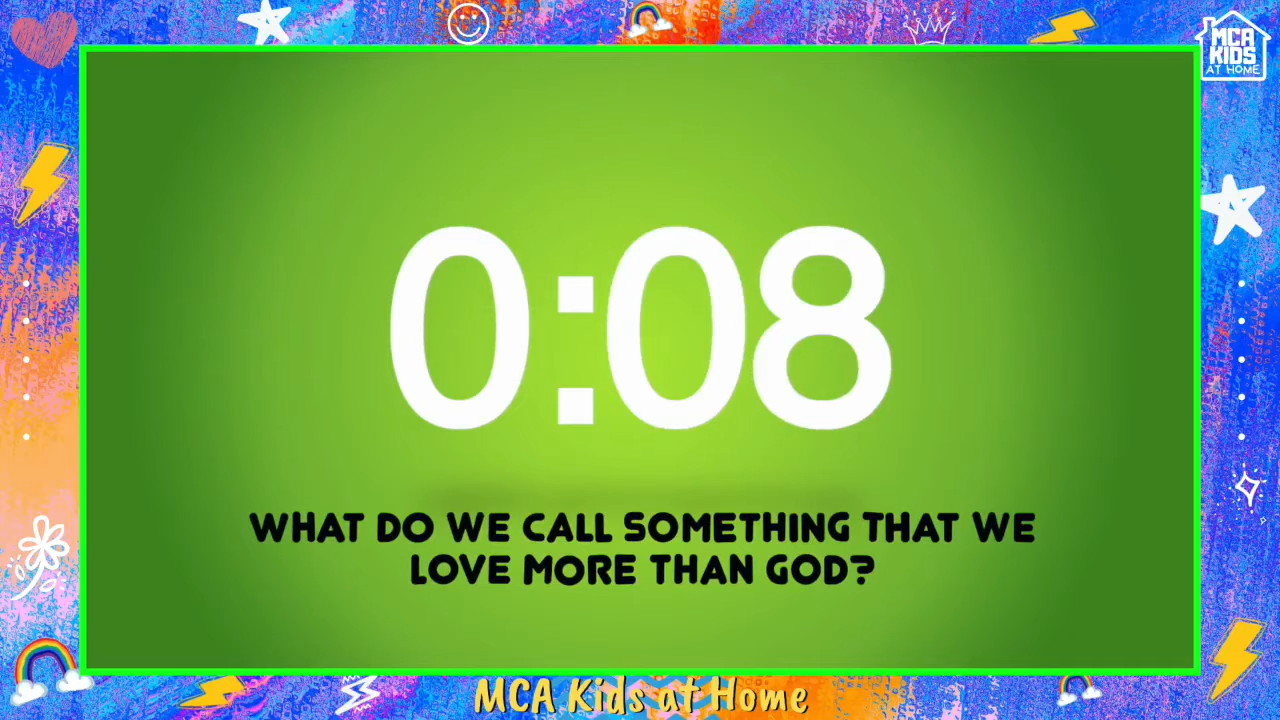 MCA
KIDS
AT HOME
0:08
WHAT DO WE CALL SOMETHING THAT WE
LOVE MORE THAN GOD?
MCA Kids at Home